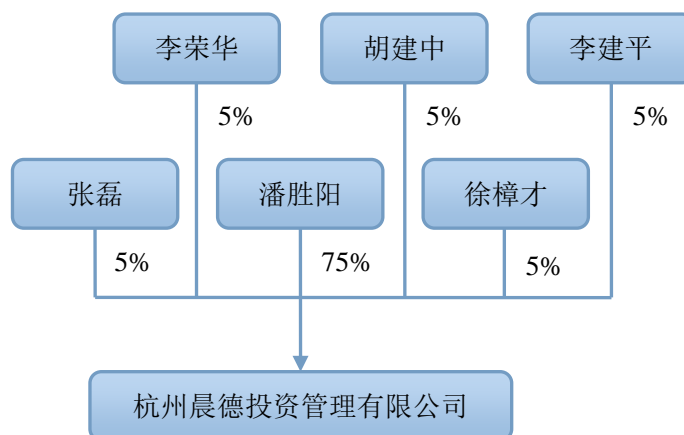 李荣华
胡建中
李建平
5%
5%
5%
张磊
潘胜阳
徐樟才
5%
75%
5%
杭州晨德投资管理有限公司